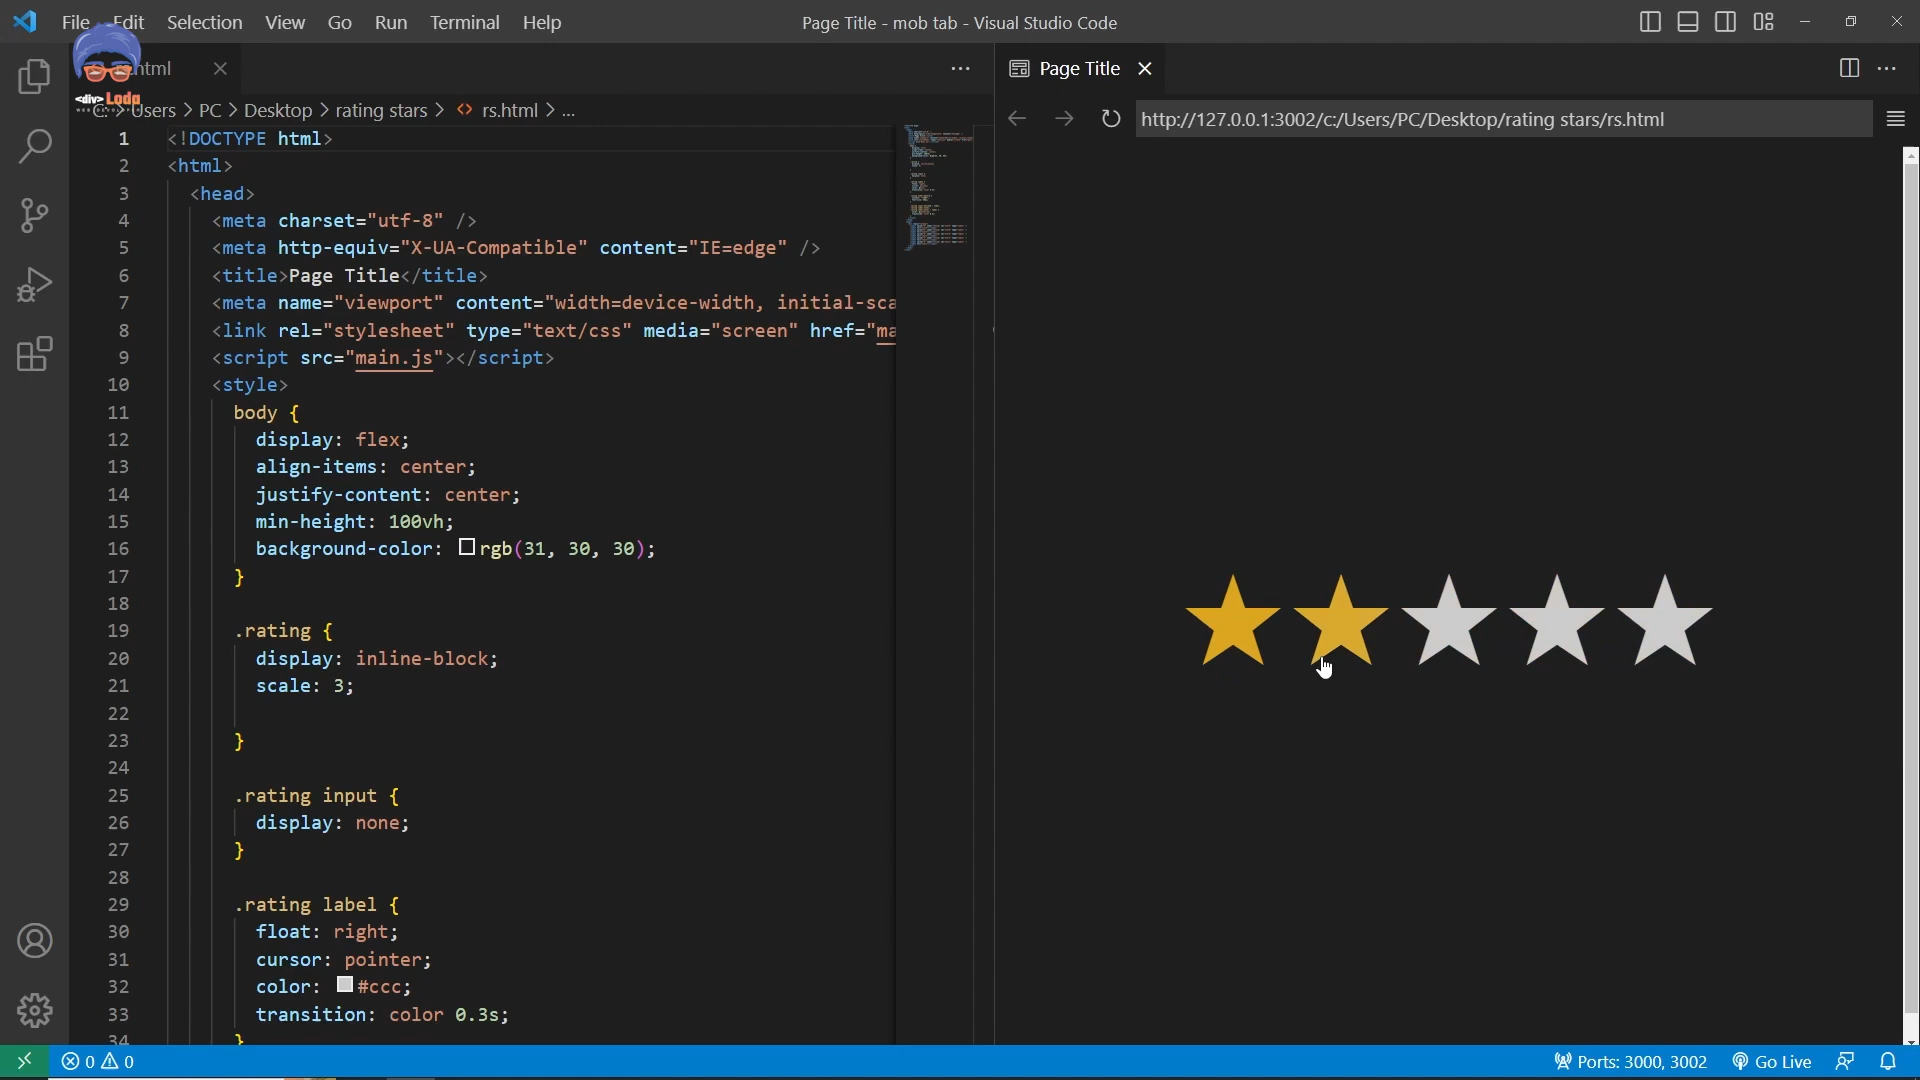 File Edit Selection View Go Run Terminal Help
Page Title - mob tab - Visual Studio Code
html
<div> Loda
C: > Users > PC > Desktop > rating stars > rs.html > ...
Page Title
http://127.0.0.1:3002/c:/Users/PC/Desktop/rating stars/rs.html
1 <!DOCTYPE html>
2 <html>
3 <head>
4 <meta charset="utf-8" />
5 <meta http-equiv="X-UA-Compatible" content="IE=edge" />
6 <title>Page Title</title>
7 <meta name="viewport" content="width=device-width, initial-sca
8 <link rel="stylesheet" type="text/css" media="screen" href="ma
9 <script src="main.js"></script>
10 <style>
11 body {
12 display: flex;
13 align-items: center;
14 justify-content: center;
15 min-height: 100vh;
16 background-color: rgb(31, 30, 30);
17 }
18
19 .rating {
20 display: inline-block;
21 scale: 3;
22
23 }
24
25 .rating input {
26 display: none;
27 }
28
29 .rating label {
30 float: right;
31 cursor: pointer;
32 color: #ccc;
33 transition: color 0.3s;
34 }
0 0
Ports: 3000, 3002 Go Live